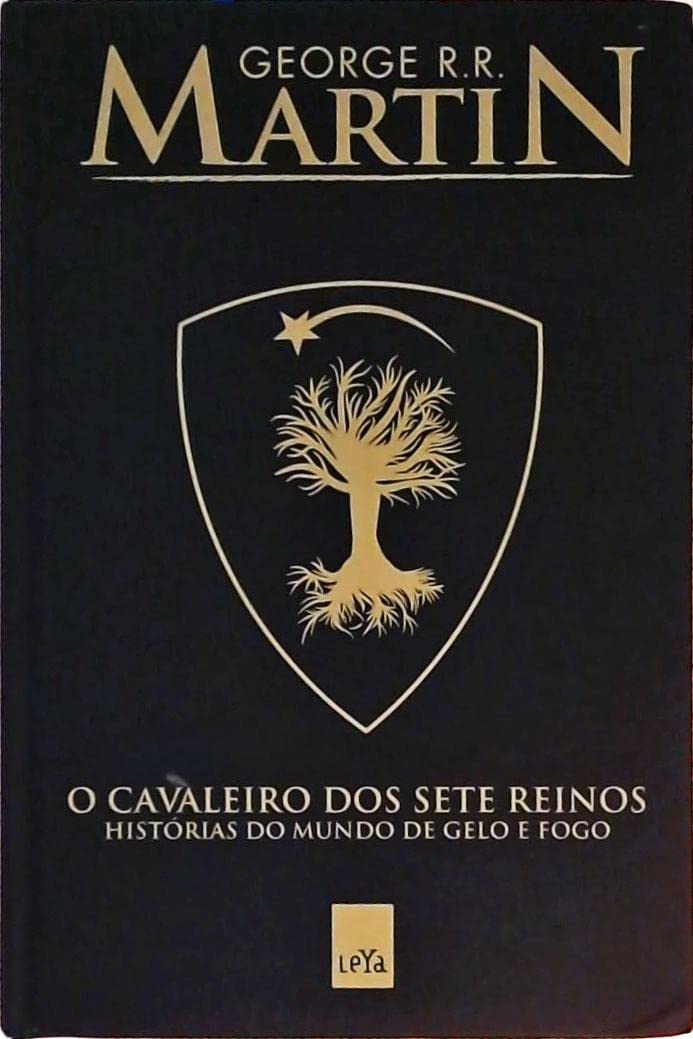 GEORGE R.R.
MARTIN
O CAVALEIRO DOS SETE REINOS
HISTÓRIAS DO MUNDO DE GELO E FOGO
LeYa